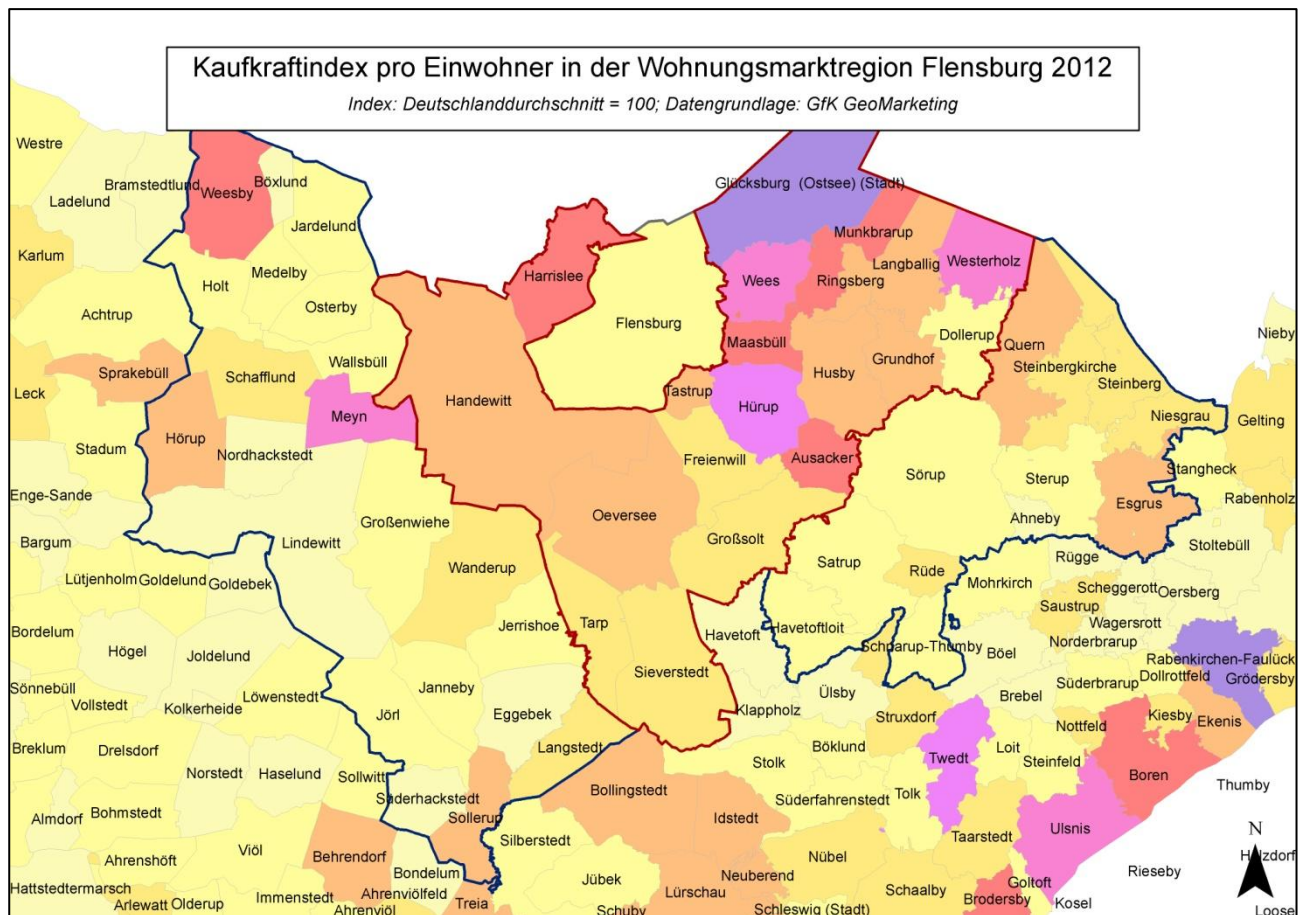 Kaufkraftindex pro Einwohner in der Wohnungsmarktregion Flensburg 2012
Index: Deutschlanddurchschnitt = 100; Datengrundlage: GfK GeoMarketing
Westre
Ladelund
Bramstedtlund
Weesby
Böxlund
Jardelund
Karlum
Holt
Medelby
Osterby
Achtrup
Wallsbüll
Sprakebüll
Schafflund
Leck
Meyn
Hörup
Stadum
Nordhackstedt
Enge-Sande
Bargum
Lindewitt
Großenwiehe
Wanderup
Lütjenholm
Goldelund
Goldebek
Bordelum
Högel
Joldelund
Jerrishoe
Sönnebüll
Vollstedt
Kolkerheide
Löwenstedt
Janneby
Jörl
Eggebek
Breklum
Drelsdorf
Norstedt
Haselund
Sollwitt
Langstedt
Almdorf
Bohmstedt
Süderhackstedt
Sollerup
Ahrenshöft
Viöl
Behrendorf
Bondelum
Hattstedtermarsch
Arlewatt
Olderup
Immenstedt
Ahrenviölfeld
Ahrenviöl
Treia
Glücksburg (Ostsee) (Stadt)
Munkbrarup
Harrislee
Wees
Ringsberg
Langballig
Westerholz
Flensburg
Maasbüll
Dollerup
Quern
Nieby
Handewitt
Tastrup
Husby
Grundhof
Steinbergkirche
Steinberg
Hürup
Niesgrau
Gelting
Freienwill
Ausacker
Sörup
Sterup
Stangheck
Rabenholz
Esgrus
Oeversee
Großsolt
Ahneby
Stoltebüll
Satrup
Rüde
Mohrkirch
Rügge
Scheggerott
Oersberg
Saustrup
Wagersrott
Norderbrarup
Tarp
Havetoft
Havetoftloit
Schnarup-Thumby
Böel
Rabenkirchen-Faulück
Dollrottfeld
Grödersby
Sieverstedt
Ülsby
Brebel
Süderbrarup
Klappholz
Struxdorf
Nottfeld
Kiesby
Ekenis
Stolk
Böklund
Twedt
Loit
Steinfeld
Boren
Thumby
Bollingstedt
Süderfahrenstedt
Tolk
Idstedt
Taarstedt
Ulsnis
N
Silberstedt
Nübel
Holzdorf
Jübek
Neuberend
Lürschau
Schaalby
Goltoft
Brodersby
Rieseby
Kosel
Schuby
Schleswig (Stadt)
Loose